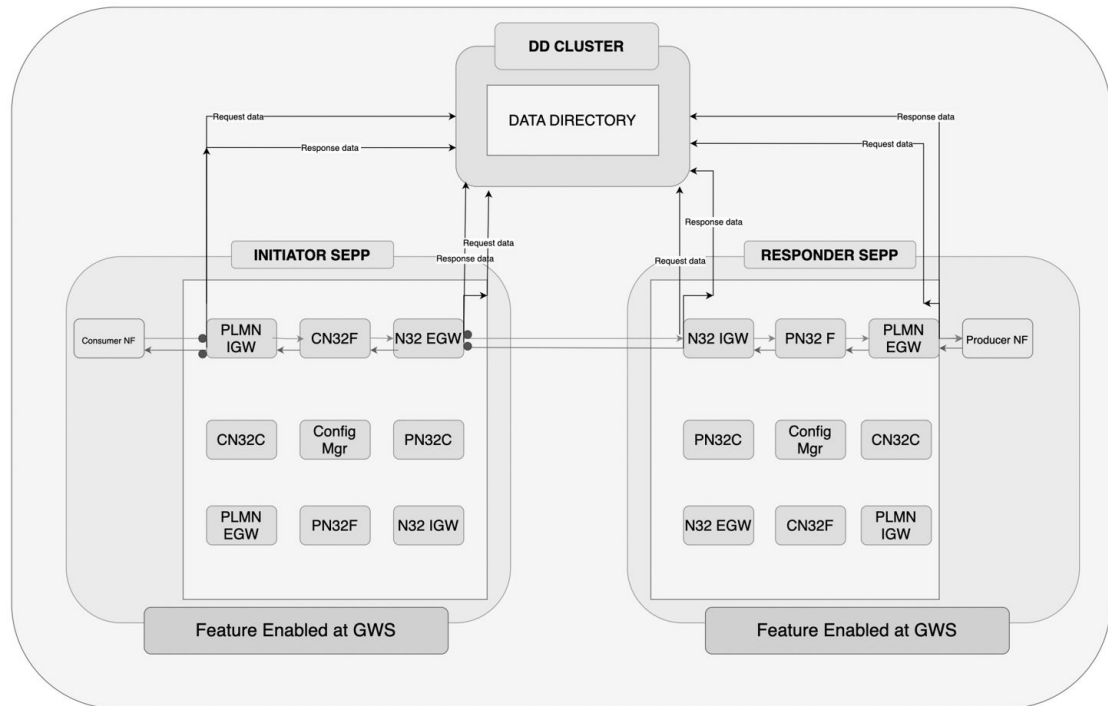 DD CLUSTER
DATA DIRECTORY
Request data
Response data
Response data
Request data
Response data
Request data
Request data
Response data
Request data
INITIATOR SEPP
RESPONDER SEPP
Consumer NF
PLMN
IGW
CN32F
N32 EGW
N32 IGW
PN32 F
PLMN
EGW
Producer NF
CN32C
Config
Mgr
PN32C
PN32C
Config
Mgr
CN32C
PLMN
EGW
PN32F
N32 IGW
N32 EGW
CN32F
PLMN
IGW
Feature Enabled at GWS
Feature Enabled at GWS